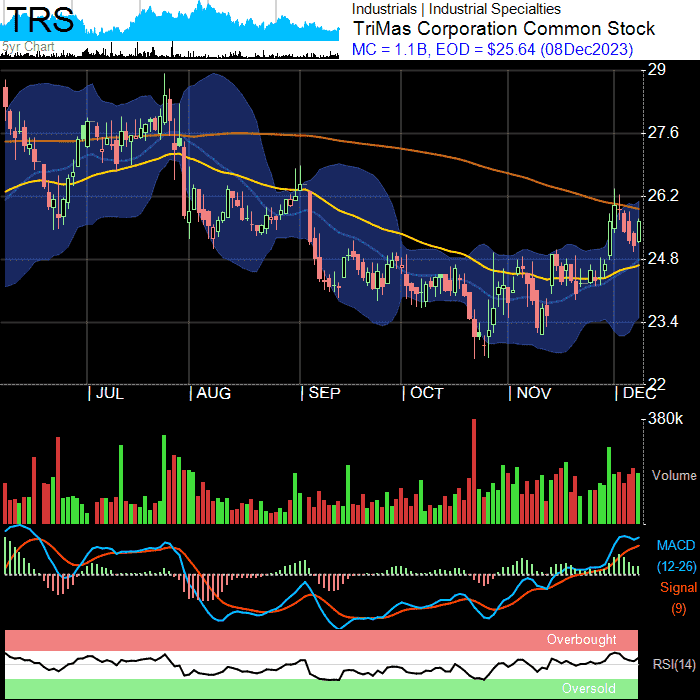 TRS
5yr Chart
Industrials | Industrial Specialties
TriMas Corporation Common Stock
MC = 1.1B, EOD = $25.64 (08Dec2023)
29
27.6
26.2
24.8
23.4
22
| JUL | AUG | SEP | OCT | NOV | DEC
380k
Volume
MACD
(12-26)
Signal
(9)
Overbought
RSI(14)
Oversold